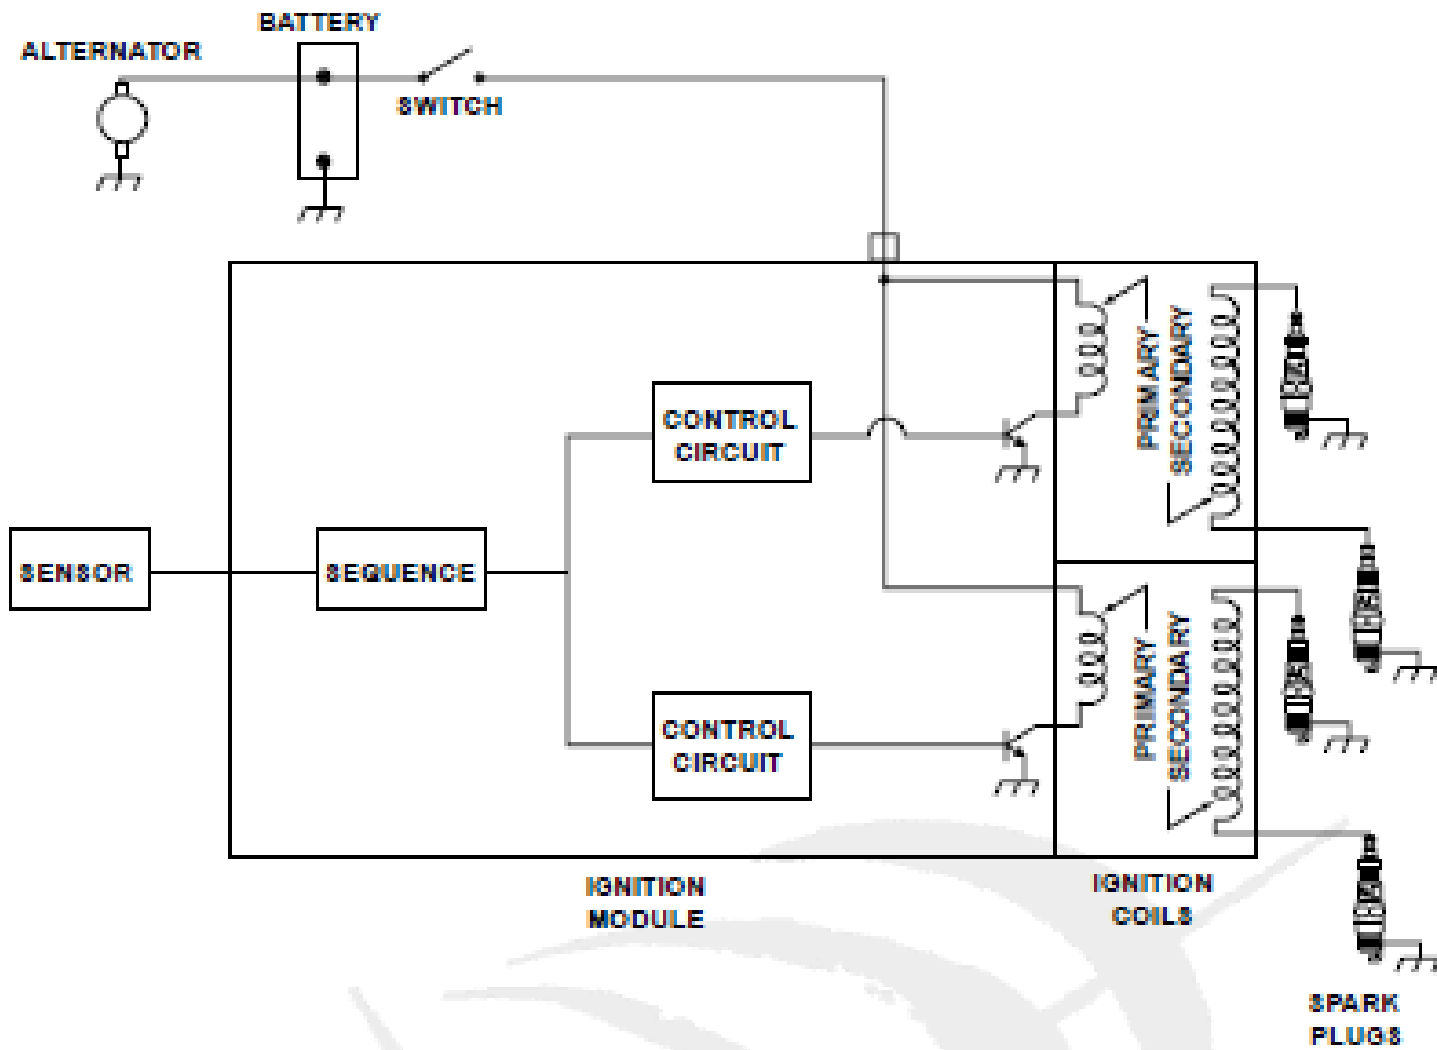 BATTERY
ALTERNATOR
SWITCH
PRIMARY
SECONDARY
CONTROL
CIRCUIT
SENSOR
SEQUENCE
PRIMARY
SECONDARY
CONTROL
CIRCUIT
IGNITION
MODULE
IGNITION
COILS
SPARK
PLUGS